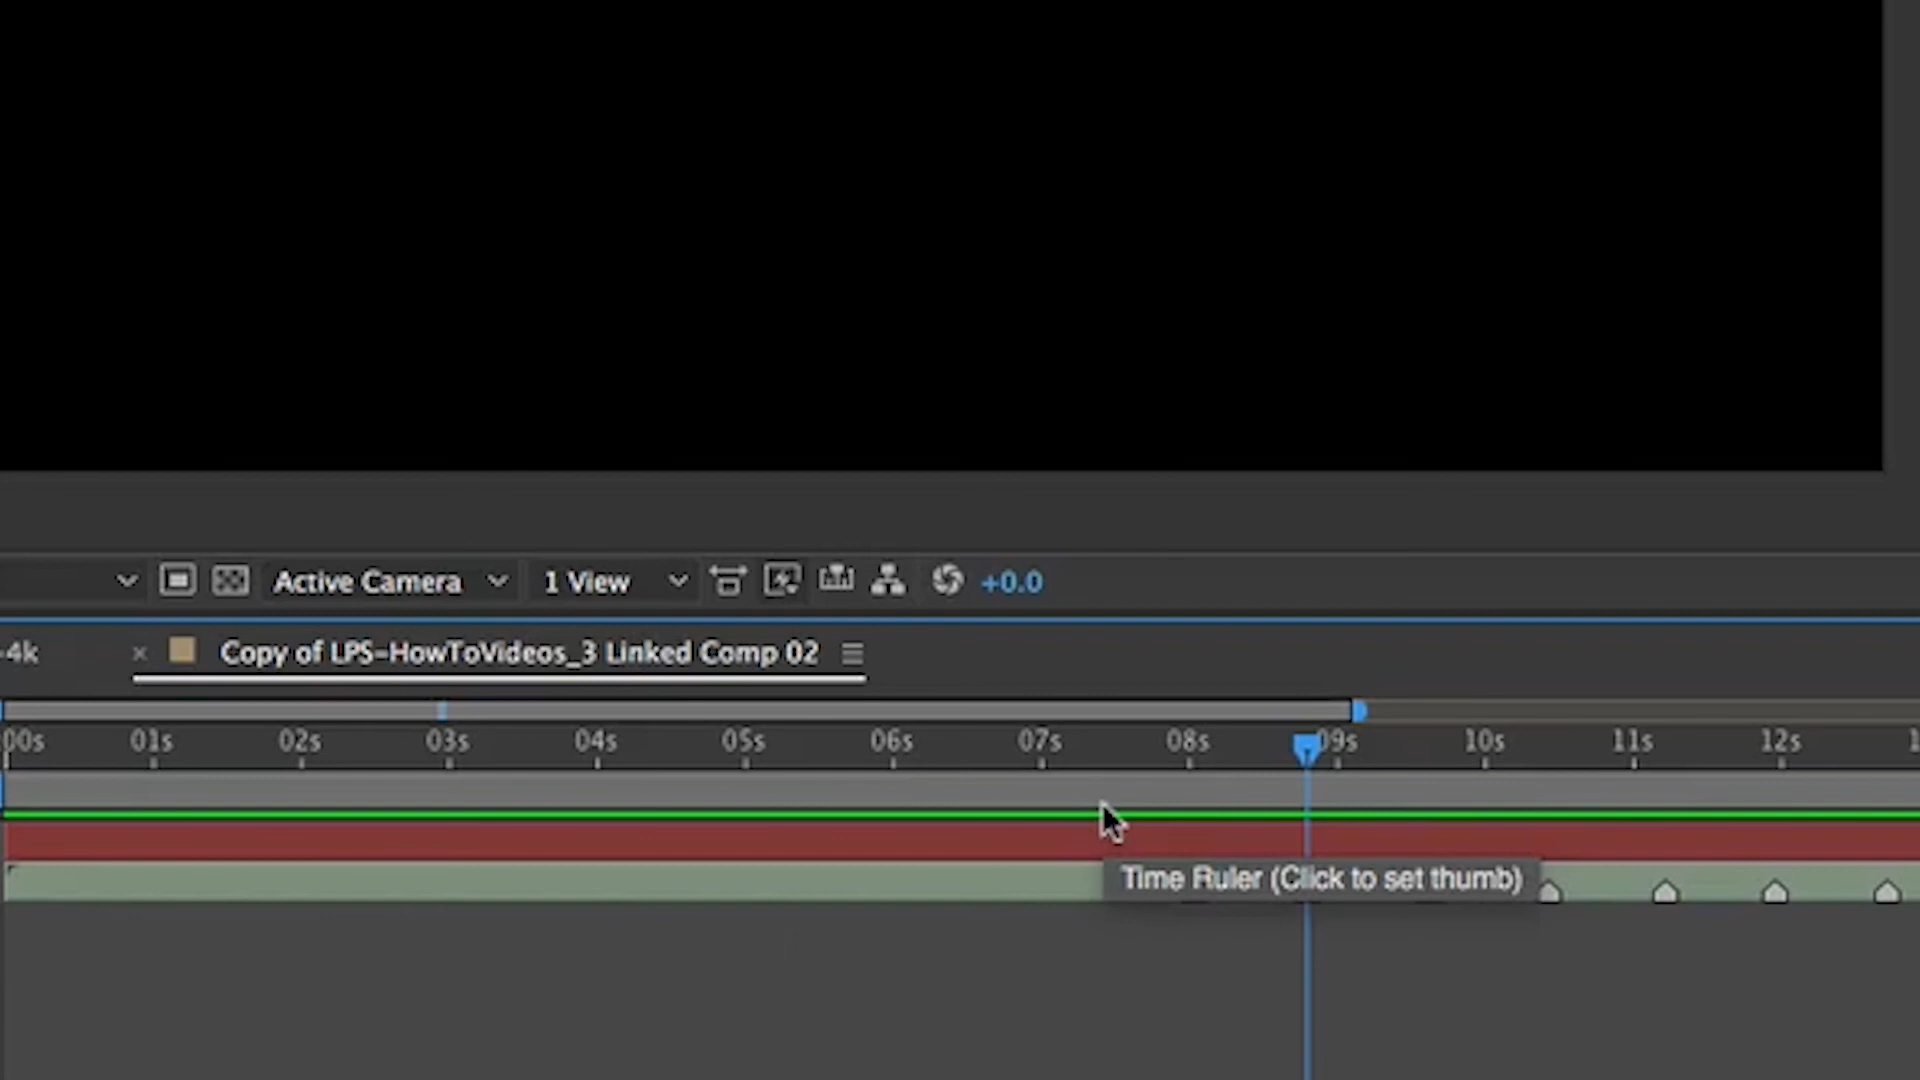 Active Camera 1 View +0.0
-4k × Copy of LPS-HowToVideos_3 Linked Comp 02
00s 01s 02s 03s 04s 05s 06s 07s 08s 09s 10s 11s 12s
Time Ruler (Click to set thumb)